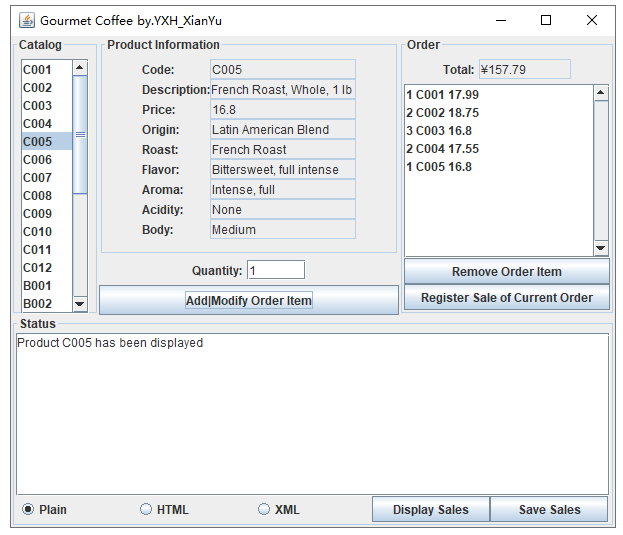 Gourmet Coffee by.YXH_XianYu
Catalog
C001
C002
C003
C004
C005
C006
C007
C008
C009
C010
C011
C012
B001
B002
Product Information
Code: C005
Description: French Roast, Whole, 1 lb
Price: 16.8
Origin: Latin American Blend
Roast: French Roast
Flavor: Bittersweet, full intense
Aroma: Intense, full
Acidity: None
Body: Medium
Quantity: 1
Add|Modify Order Item
Order
Total: ¥157.79
1 C001 17.99
2 C002 18.75
3 C003 16.8
2 C004 17.55
1 C005 16.8
Remove Order Item
Register Sale of Current Order
Status
Product C005 has been displayed
Plain HTML XML Display Sales Save Sales